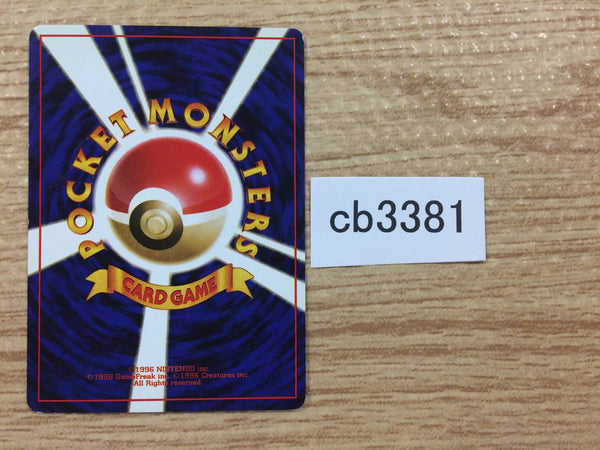 POCKET MONSTERS
CARD GAME
©1996 NINTENDO inc.
©1996 GameFreak inc. ©1996 Creatures inc.
All Rights reserved.
cb3381